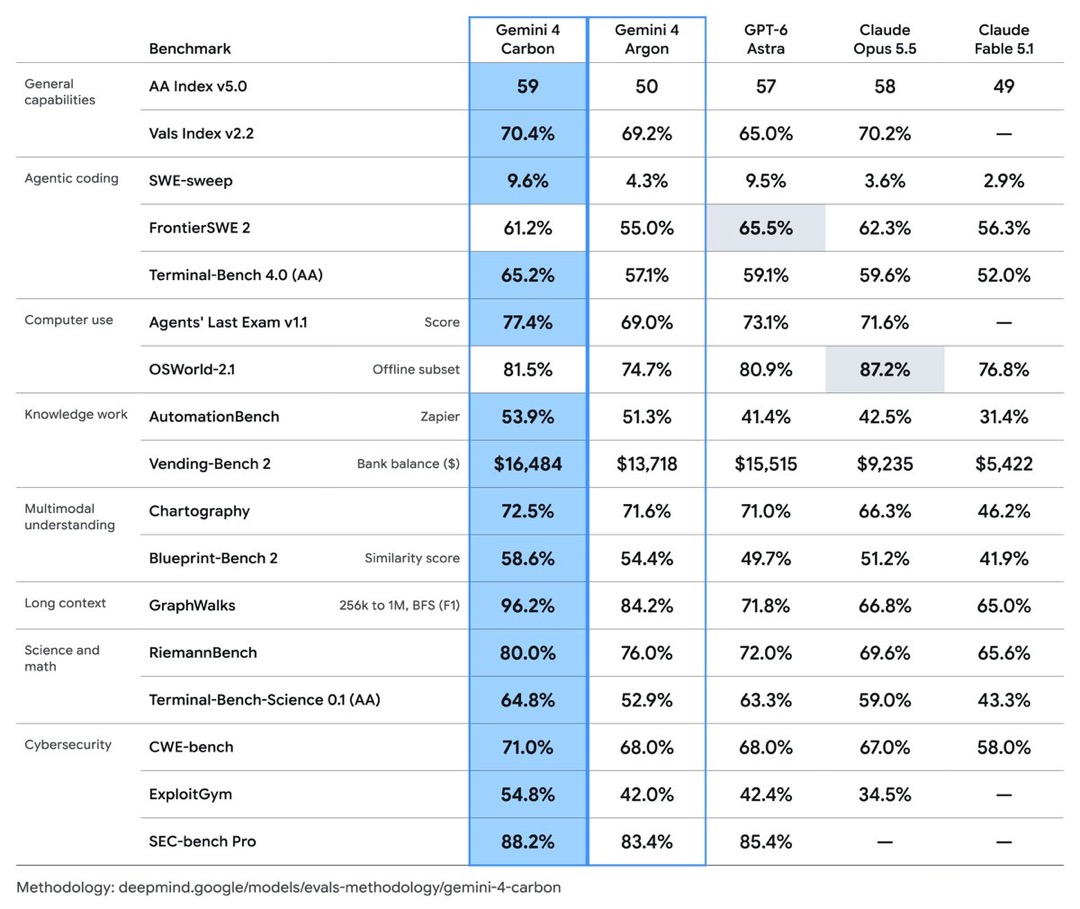 Benchmark Gemini 4 Carbon Gemini 4 Argon GPT-6 Astra Claude Opus 5.5 Claude Fable 5.1
General capabilities AA Index v5.0 59 50 57 58 49
Vals Index v2.2 70.4% 69.2% 65.0% 70.2% —
Agentic coding SWE-sweep 9.6% 4.3% 9.5% 3.6% 2.9%
FrontierSWE 2 61.2% 55.0% 65.5% 62.3% 56.3%
Terminal-Bench 4.0 (AA) 65.2% 57.1% 59.1% 59.6% 52.0%
Computer use Agents' Last Exam v1.1 Score 77.4% 69.0% 73.1% 71.6% —
OSWorld-2.1 Offline subset 81.5% 74.7% 80.9% 87.2% 76.8%
Knowledge work AutomationBench Zapier 53.9% 51.3% 41.4% 42.5% 31.4%
Vending-Bench 2 Bank balance ($) $16,484 $13,718 $15,515 $9,235 $5,422
Multimodal understanding Chartography 72.5% 71.6% 71.0% 66.3% 46.2%
Blueprint-Bench 2 Similarity score 58.6% 54.4% 49.7% 51.2% 41.9%
Long context GraphWalks 256k to 1M, BFS (F1) 96.2% 84.2% 71.8% 66.8% 65.0%
Science and math RiemannBench 80.0% 76.0% 72.0% 69.6% 65.6%
Terminal-Bench-Science 0.1 (AA) 64.8% 52.9% 63.3% 59.0% 43.3%
Cybersecurity CWE-bench 71.0% 68.0% 68.0% 67.0% 58.0%
ExploitGym 54.8% 42.0% 42.4% 34.5% —
SEC-bench Pro 88.2% 83.4% 85.4% — —
Methodology: deepmind.google/models/evals-methodology/gemini-4-carbon